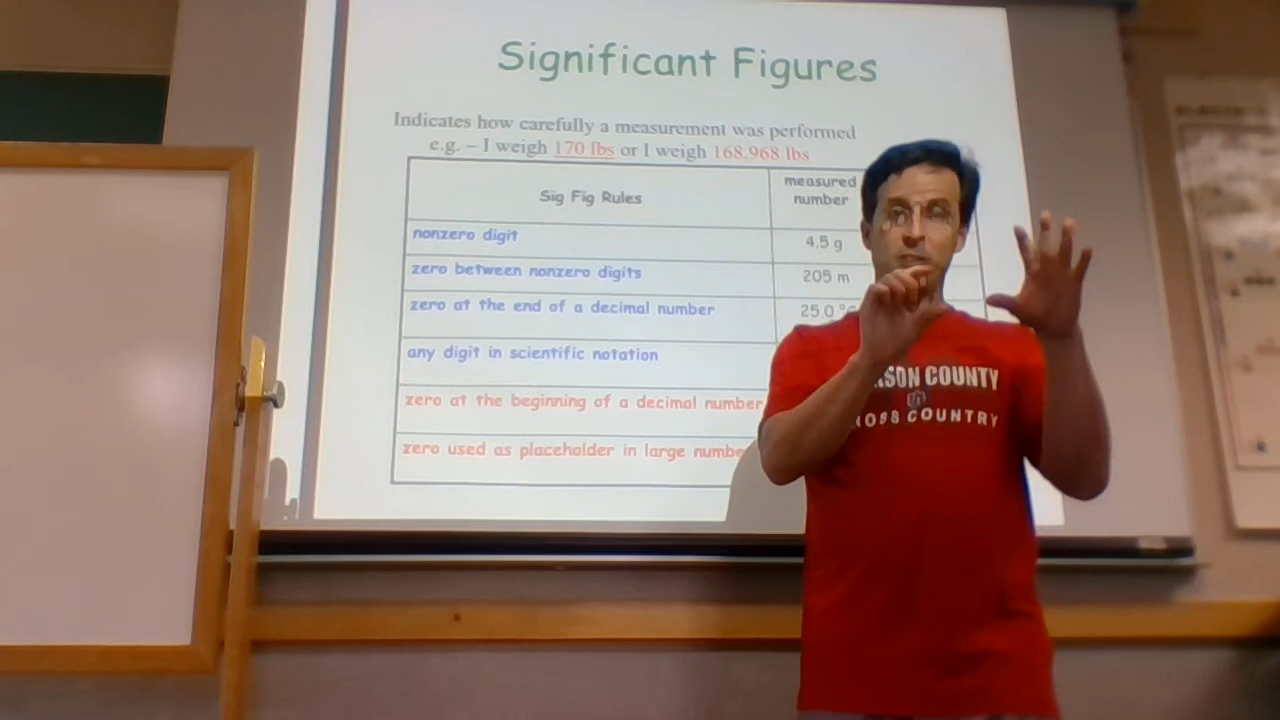 Significant Figures
Indicates how carefully a measurement was performed
e.g. – I weigh 170 lbs or I weigh 168.968 lbs
Sig Fig Rules
measured
number
nonzero digit
4.5 g
zero between nonzero digits
205 m
zero at the end of a decimal number
25.0 °C
any digit in scientific notation
zero at the beginning of a decimal number
zero used as placeholder in large numbe
SON COUNTY
OSS COUNTRY